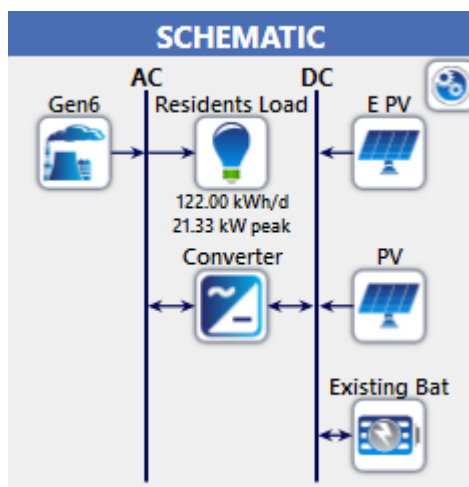 SCHEMATIC
AC DC
Gen6 Residents Load E PV
122.00 kWh/d
21.33 kW peak
Converter PV
Existing Bat